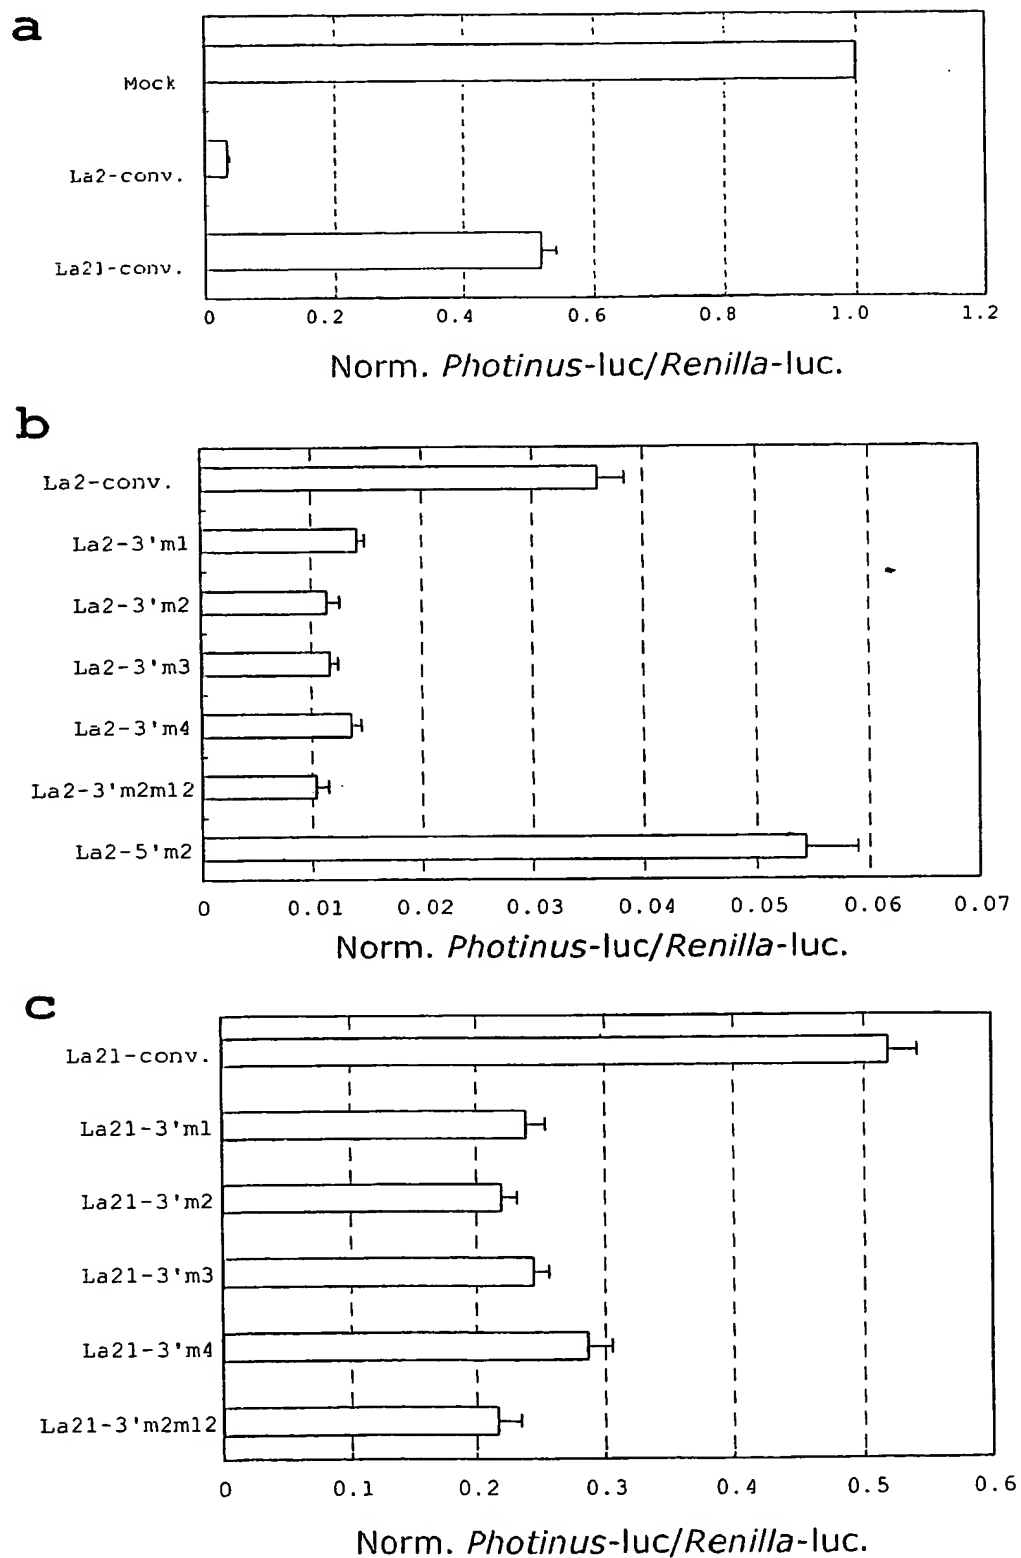 a
Mock
La2-conv.
La21-conv.
0 0.2 0.4 0.6 0.8 1.0 1.2
Norm. Photinus-luc/Renilla-luc.
b
La2-conv.
La2-3'm1
La2-3'm2
La2-3'm3
La2-3'm4
La2-3'm2m12
La2-5'm2
0 0.01 0.02 0.03 0.04 0.05 0.06 0.07
Norm. Photinus-luc/Renilla-luc.
c
La21-conv.
La21-3'm1
La21-3'm2
La21-3'm3
La21-3'm4
La21-3'm2m12
0 0.1 0.2 0.3 0.4 0.5 0.6
Norm. Photinus-luc/Renilla-luc.